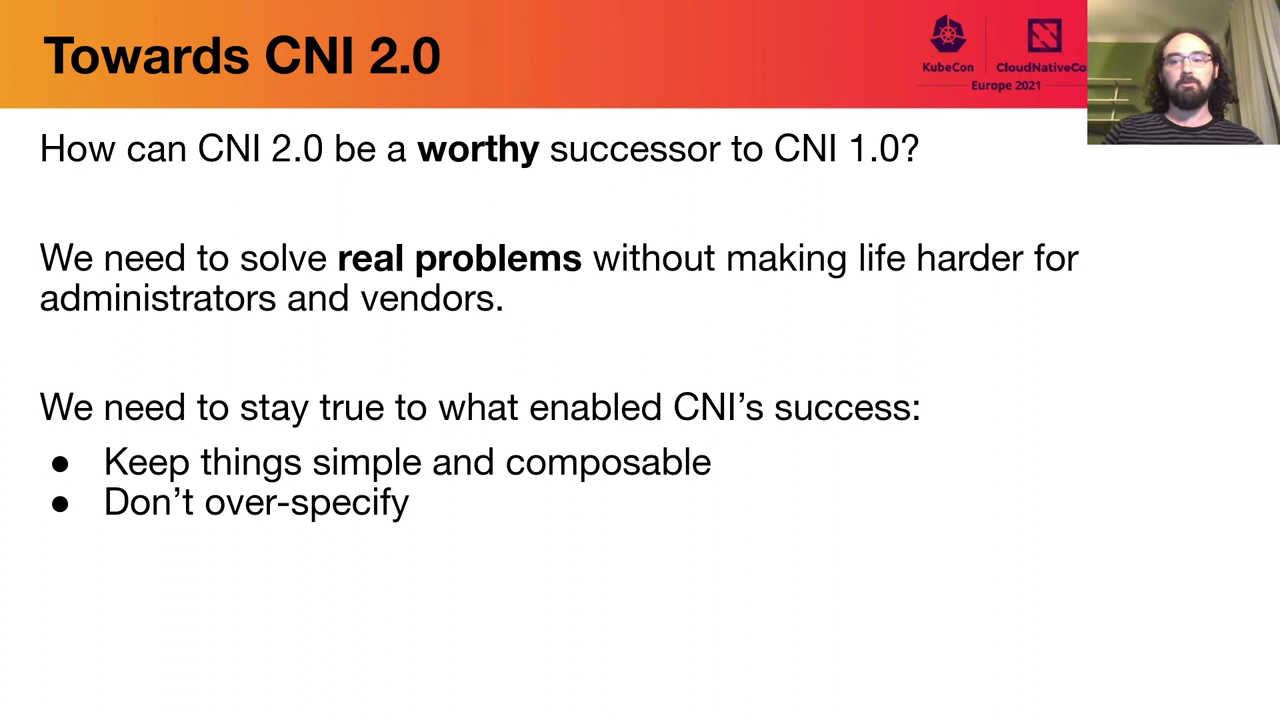 Towards CNI 2.0
KubeCon
CloudNativeCo
Europe 2021
How can CNI 2.0 be a worthy successor to CNI 1.0?
We need to solve real problems without making life harder for
administrators and vendors.
We need to stay true to what enabled CNI’s success:
● Keep things simple and composable
● Don’t over-specify